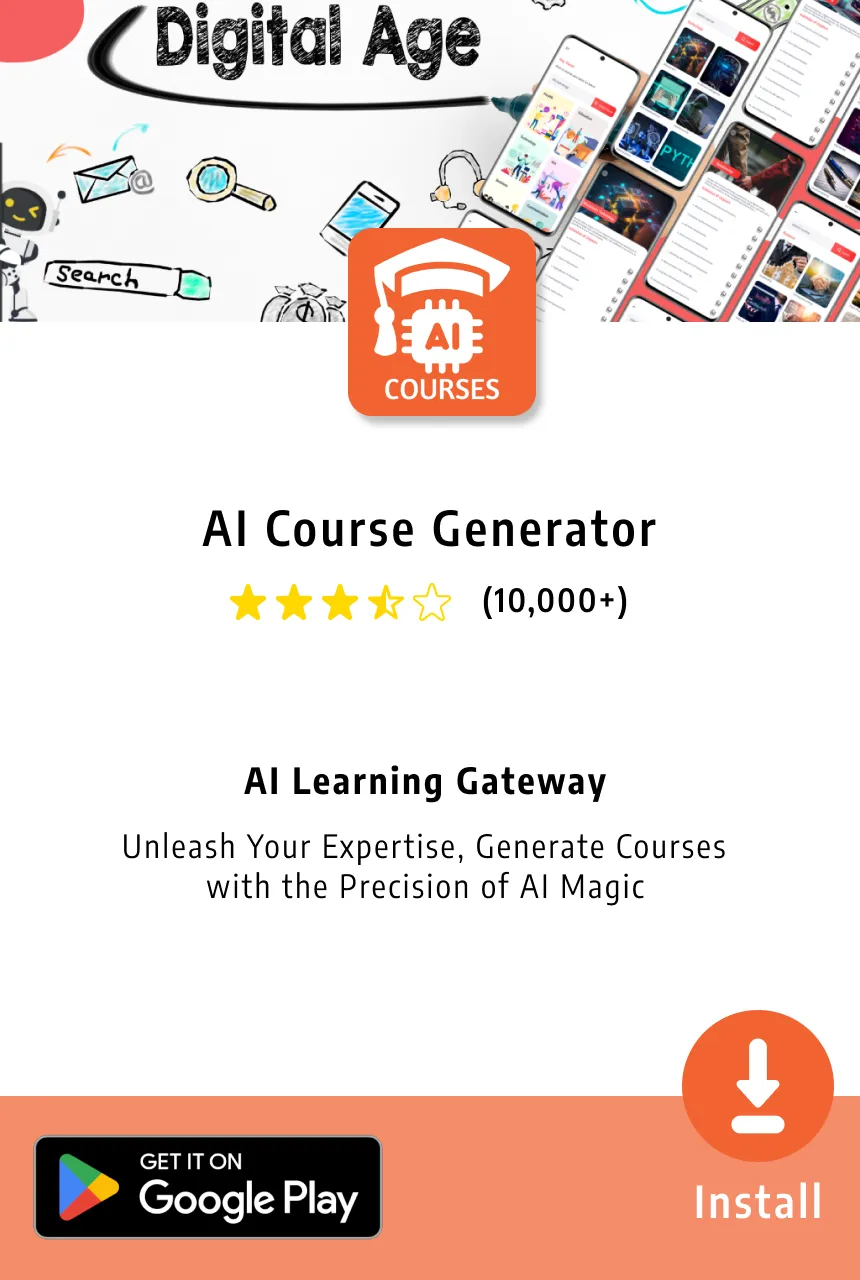 Digital Age
@
Search
PYTH
AI
COURSES
AI Course Generator
(10,000+)
AI Learning Gateway
Unleash Your Expertise, Generate Courses
with the Precision of AI Magic
GET IT ON
Google Play
Install